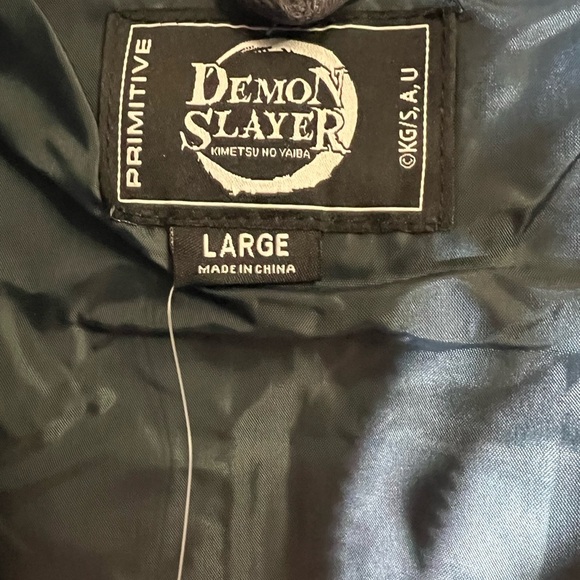 PRIMITIVE
DEMON
SLAYER
KIMETSU NO YAIBA
©KG/S,A,U
LARGE
MADE IN CHINA